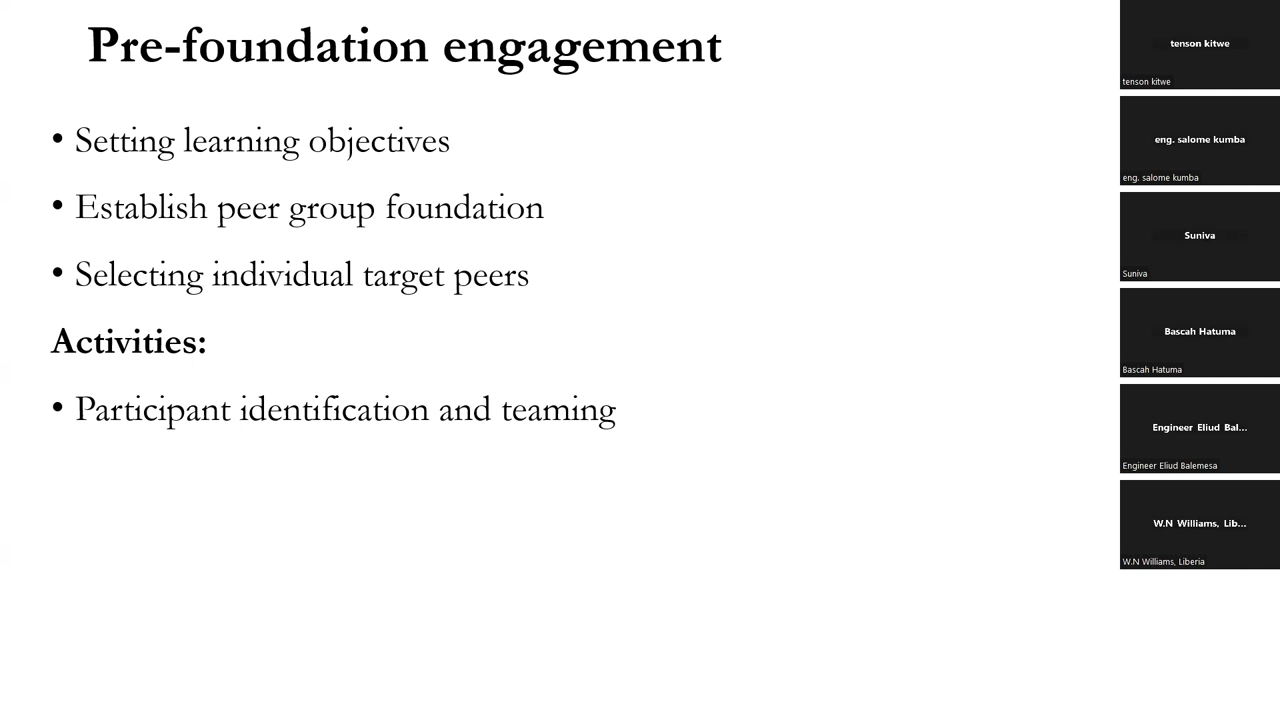 Pre-foundation engagement
• Setting learning objectives
• Establish peer group foundation
• Selecting individual target peers
Activities:
• Participant identification and teaming
tenson kitwe
tenson kitwe
eng. salome kumba
eng. salome kumba
Suniva
Suniva
Bascah Hatuma
Bascah Hatuma
Engineer Eliud Bal...
Engineer Eliud Balemesa
W.N Williams, Lib...
W.N Williams, Liberia